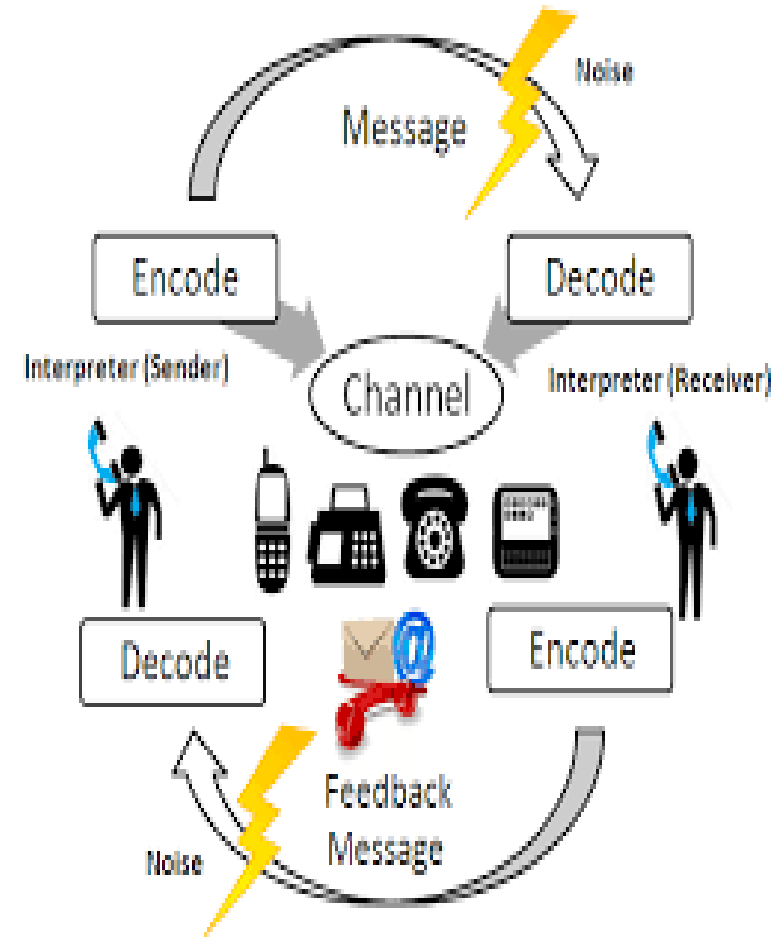 Noise
Message
Encode
Decode
Interpreter (Sender)
Channel
Interpreter (Receiver)
@
Decode
Encode
Feedback
Message
Noise